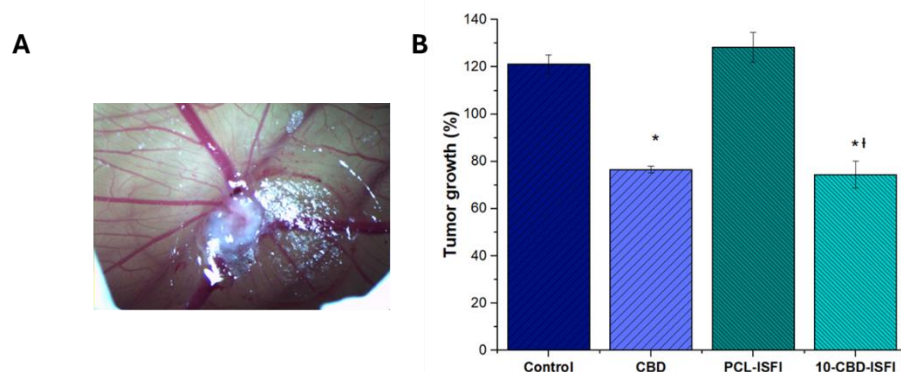 A
B
Tumor growth (%)
140
120
100
80
60
40
20
0
*
* ƚ
Control CBD PCL-ISFI 10-CBD-ISFI